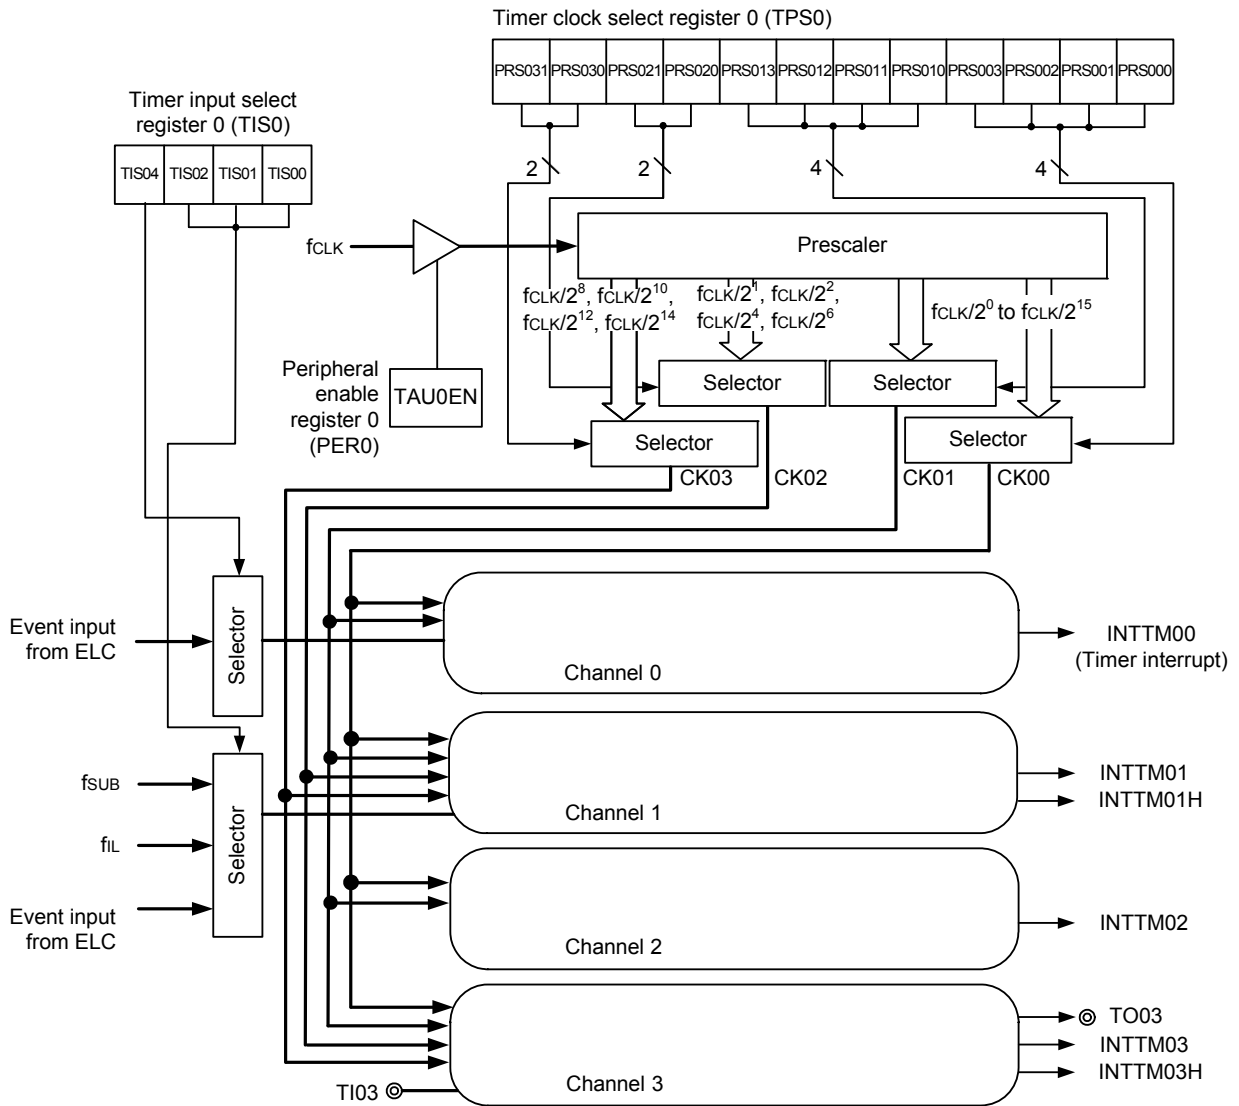 Timer clock select register 0 (TPS0)
PRS031 PRS030 PRS021 PRS020 PRS013 PRS012 PRS011 PRS010 PRS003 PRS002 PRS001 PRS000
Timer input select
register 0 (TIS0)
TIS04 TIS02 TIS01 TIS00
2 2 4 4
fCLK
Prescaler
fCLK/2^8, fCLK/2^10,
fCLK/2^12, fCLK/2^14
fCLK/2^1, fCLK/2^2,
fCLK/2^4, fCLK/2^6
fCLK/2^0 to fCLK/2^15
Peripheral
enable
register 0
(PER0)
TAU0EN
Selector
Selector
Selector
Selector
CK03 CK02 CK01 CK00
Event input
from ELC
Selector
Channel 0
INTTM00
(Timer interrupt)
fSUB
fIL
Event input
from ELC
Selector
Channel 1
INTTM01
INTTM01H
Channel 2
INTTM02
TI03
Channel 3
TO03
INTTM03
INTTM03H